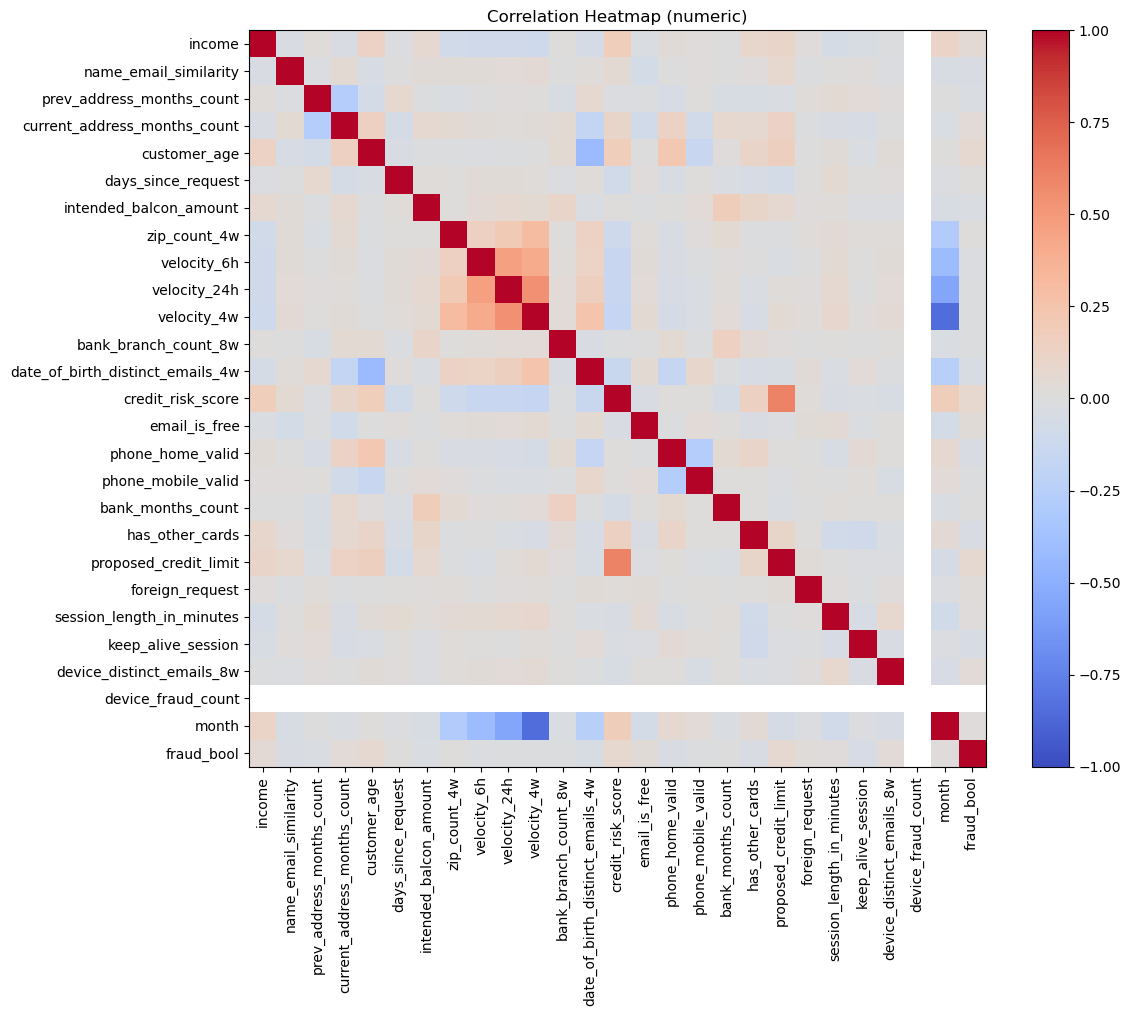 Correlation Heatmap (numeric)
income
name_email_similarity
prev_address_months_count
current_address_months_count
customer_age
days_since_request
intended_balcon_amount
zip_count_4w
velocity_6h
velocity_24h
velocity_4w
bank_branch_count_8w
date_of_birth_distinct_emails_4w
credit_risk_score
email_is_free
phone_home_valid
phone_mobile_valid
bank_months_count
has_other_cards
proposed_credit_limit
foreign_request
session_length_in_minutes
keep_alive_session
device_distinct_emails_8w
device_fraud_count
month
fraud_bool
income
name_email_similarity
prev_address_months_count
current_address_months_count
customer_age
days_since_request
intended_balcon_amount
zip_count_4w
velocity_6h
velocity_24h
velocity_4w
bank_branch_count_8w
date_of_birth_distinct_emails_4w
credit_risk_score
email_is_free
phone_home_valid
phone_mobile_valid
bank_months_count
has_other_cards
proposed_credit_limit
foreign_request
session_length_in_minutes
keep_alive_session
device_distinct_emails_8w
device_fraud_count
month
fraud_bool
1.00
0.75
0.50
0.25
0.00
−0.25
−0.50
−0.75
−1.00